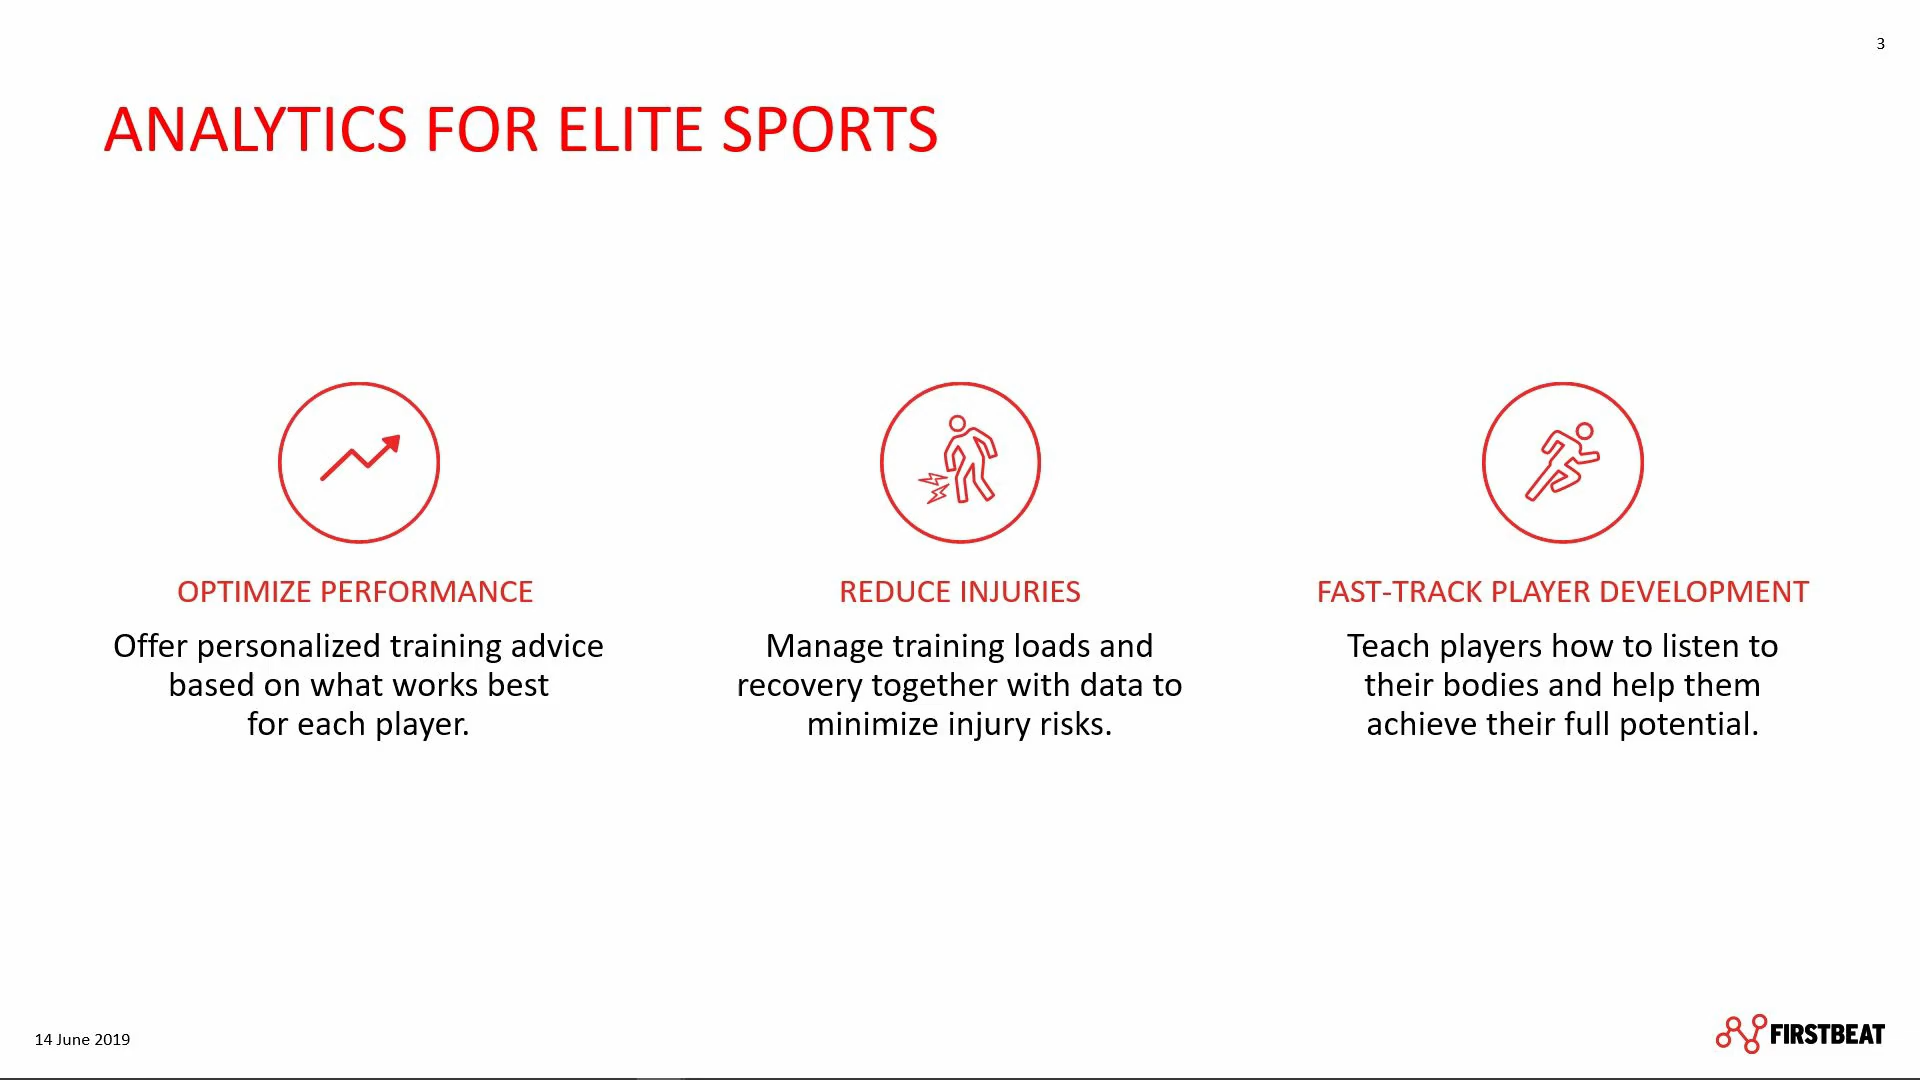 3
ANALYTICS FOR ELITE SPORTS
OPTIMIZE PERFORMANCE
Offer personalized training advice
based on what works best
for each player.
REDUCE INJURIES
Manage training loads and
recovery together with data to
minimize injury risks.
FAST-TRACK PLAYER DEVELOPMENT
Teach players how to listen to
their bodies and help them
achieve their full potential.
14 June 2019
FIRSTBEAT